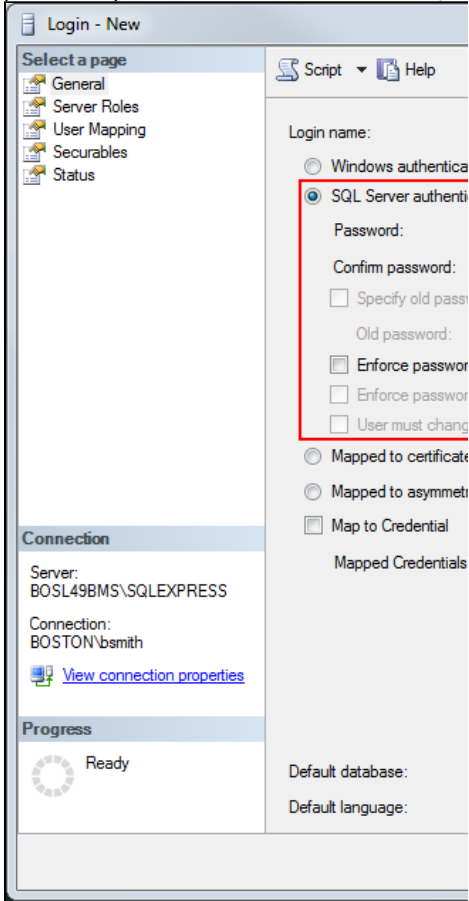 Login - New
Select a page
General
Server Roles
User Mapping
Securables
Status
Script
Help
Login name:
Windows authentica
SQL Server authenti
Password:
Confirm password:
Specify old pass
Old password:
Enforce passwor
Enforce passwor
User must chang
Mapped to certificate
Mapped to asymmetr
Map to Credential
Mapped Credentials
Connection
Server:
BOSL49BMS\SQLEXPRESS
Connection:
BOSTON\bsmith
View connection properties
Progress
Ready
Default database:
Default language: